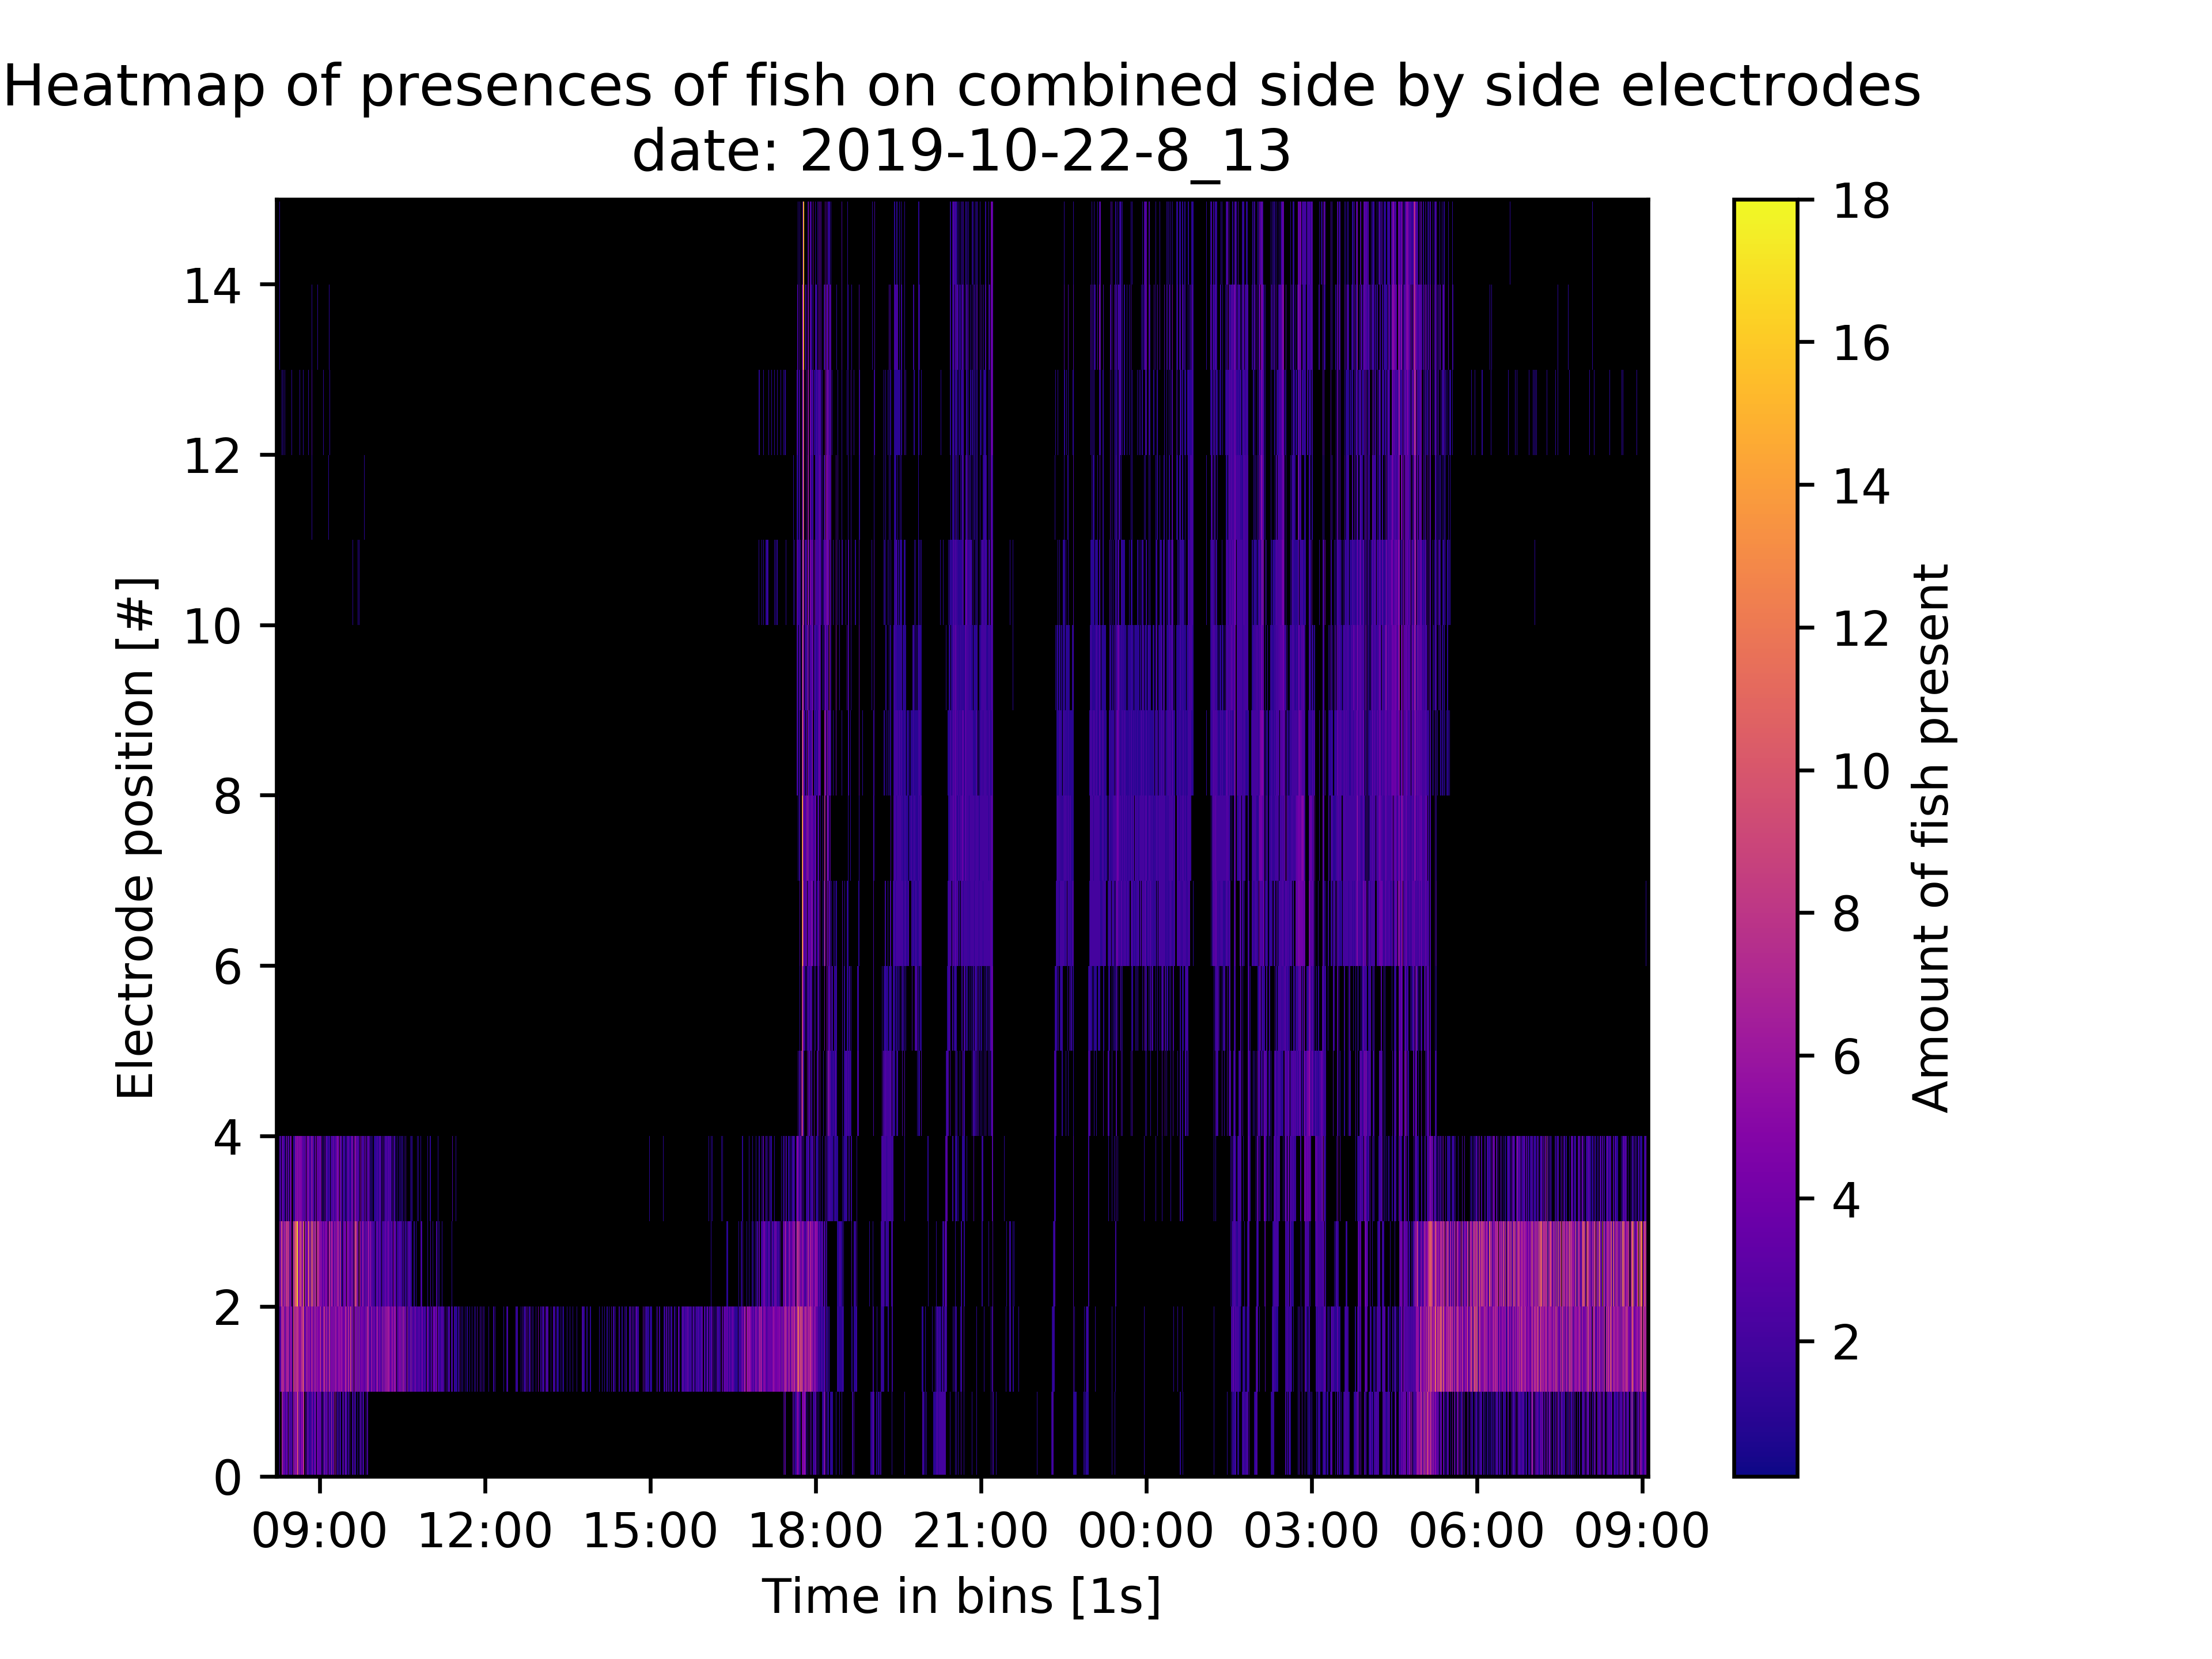 Heatmap of presences of fish on combined side by side electrodes
date: 2019-10-22-8_13
Electrode position [#]
14
12
10
8
6
4
2
0
09:00 12:00 15:00 18:00 21:00 00:00 03:00 06:00 09:00
Time in bins [1s]
18
16
14
12
10
8
6
4
2
Amount of fish present